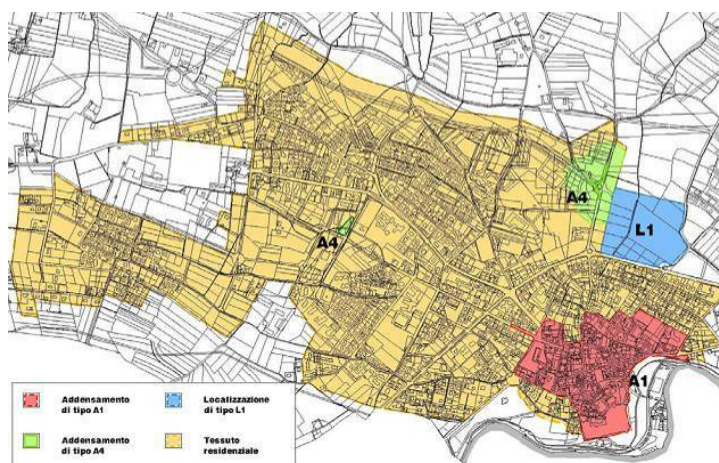 A4
L1
A4
A1
Addensamento
di tipo A1
Localizzazione
di tipo L1
Addensamento
di tipo A4
Tessuto
residenziale